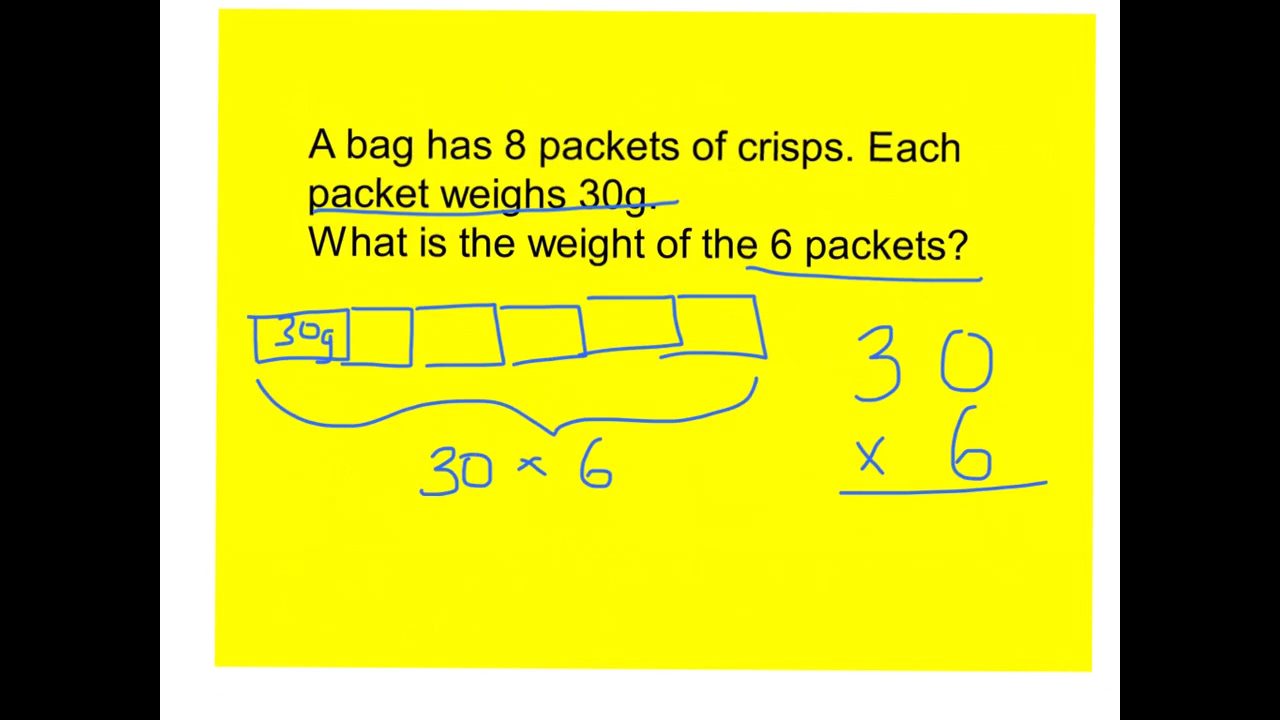 A bag has 8 packets of crisps. Each
packet weighs 30g.
What is the weight of the 6 packets?
30g
30 × 6
30
× 6